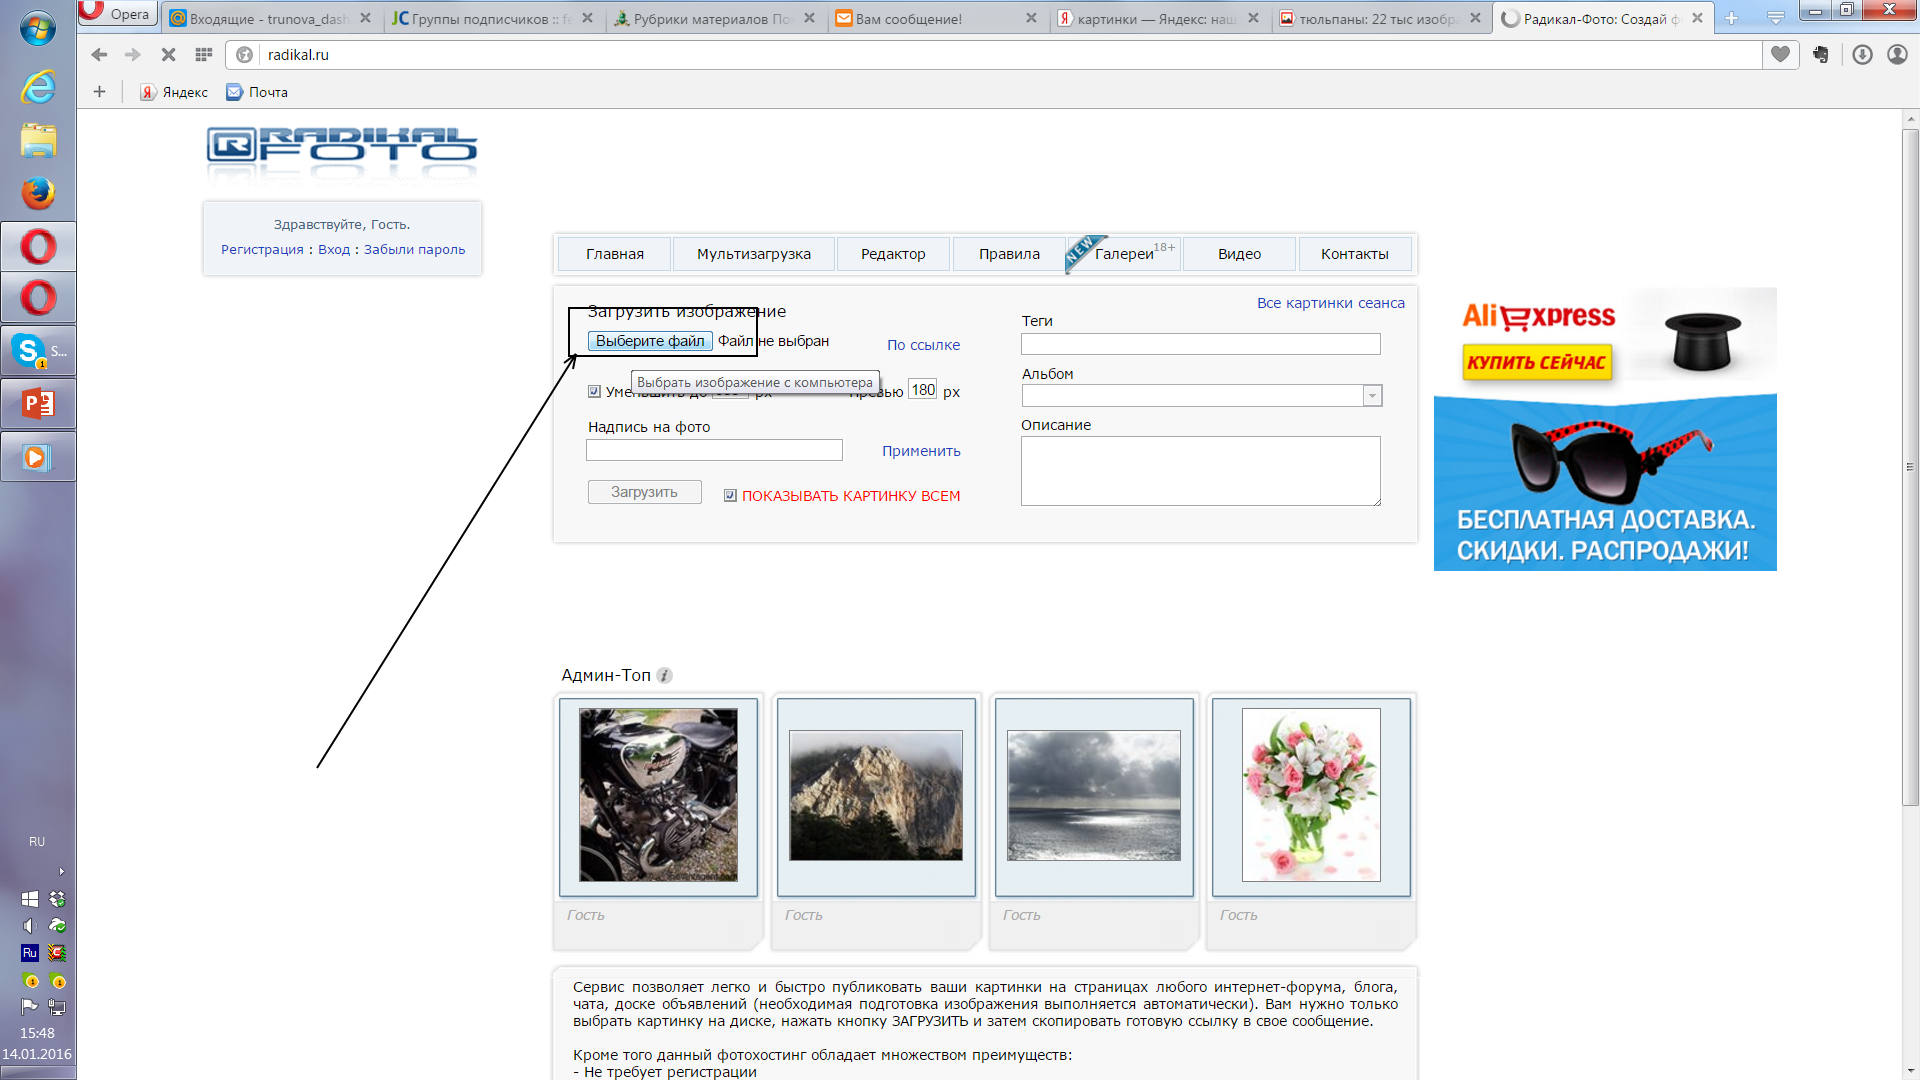 Opera
Входящие - trunova_dash
JC Группы подписчиков :: fe
Рубрики материалов По
Вам сообщение!
картинки — Яндекс: наш
тюльпаны: 22 тыс изобра
Радикал-Фото: Создай ф
radikal.ru
Яндекс
Почта
RADIKAL
FOTO
Здравствуйте, Гость.
Регистрация : Вход : Забыли пароль
Главная
Мультизагрузка
Редактор
Правила
NEW
Галереи 18+
Видео
Контакты
Загрузить изображение
Все картинки сеанса
Выберите файл Файл не выбран
По ссылке
Теги
Выбрать изображение с компьютера
Уменьшить до px
Превью 180 px
Альбом
Надпись на фото
Применить
Описание
Загрузить
ПОКАЗЫВАТЬ КАРТИНКУ ВСЕМ
AliExpress
КУПИТЬ СЕЙЧАС
БЕСПЛАТНАЯ ДОСТАВКА.
СКИДКИ. РАСПРОДАЖИ!
Админ-Топ
Гость
Гость
Гость
Гость
Сервис позволяет легко и быстро публиковать ваши картинки на страницах любого интернет-форума, блога,
чата, доске объявлений (необходимая подготовка изображения выполняется автоматически). Вам нужно только
выбрать картинку на диске, нажать кнопку ЗАГРУЗИТЬ и затем скопировать готовую ссылку в свое сообщение.
Кроме того данный фотохостинг обладает множеством преимуществ:
- Не требует регистрации
S...
RU
Ru
15:48
14.01.2016